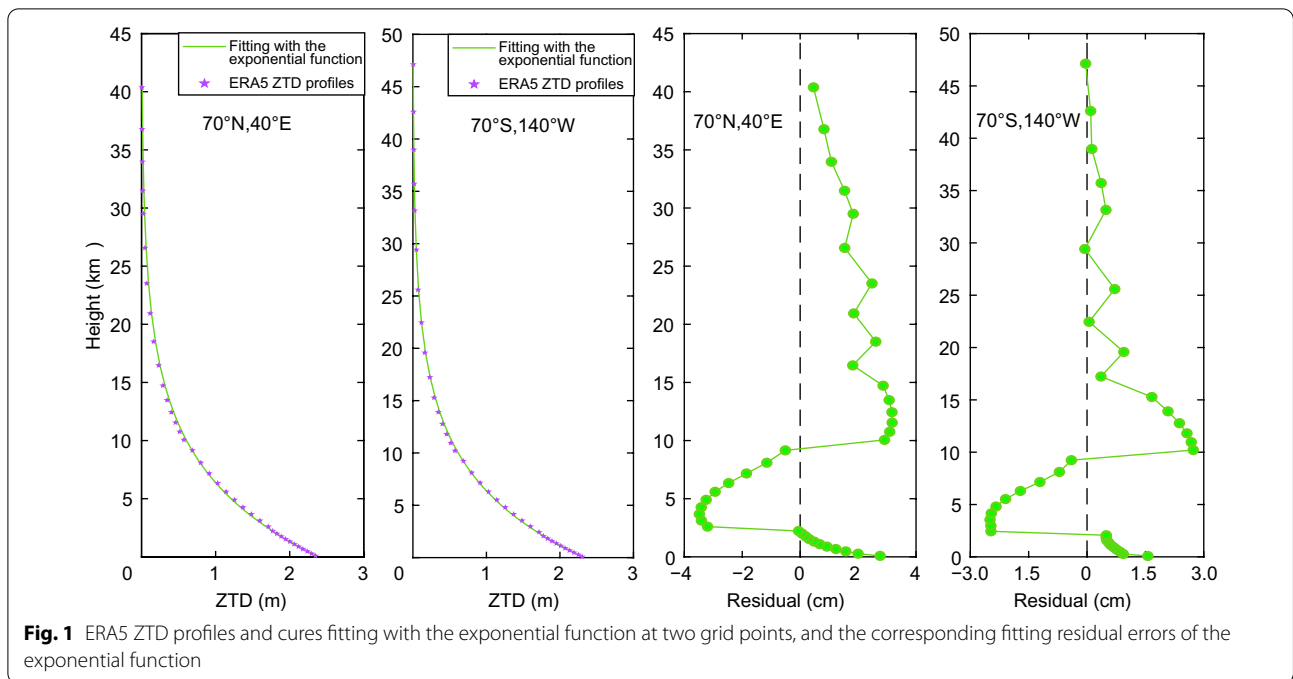 45
40
35
30
25
20
15
10
5
0
Height (km)
Fitting with the
exponential function
ERA5 ZTD profiles
70°N,40°E
0 1 2 3
ZTD (m)
50
45
40
35
30
25
20
15
10
5
0
Fitting with the
exponential function
ERA5 ZTD profiles
70°S,140°W
0 1 2 3
ZTD (m)
45
40
35
30
25
20
15
10
5
0
70°N,40°E
−4 −2 0 2 4
Residual (cm)
50
45
40
35
30
25
20
15
10
5
0
70°S,140°W
−3.0 1.5 0 1.5 3.0
Residual (cm)
Fig. 1 ERA5 ZTD profiles and cures fitting with the exponential function at two grid points, and the corresponding fitting residual errors of the
exponential function